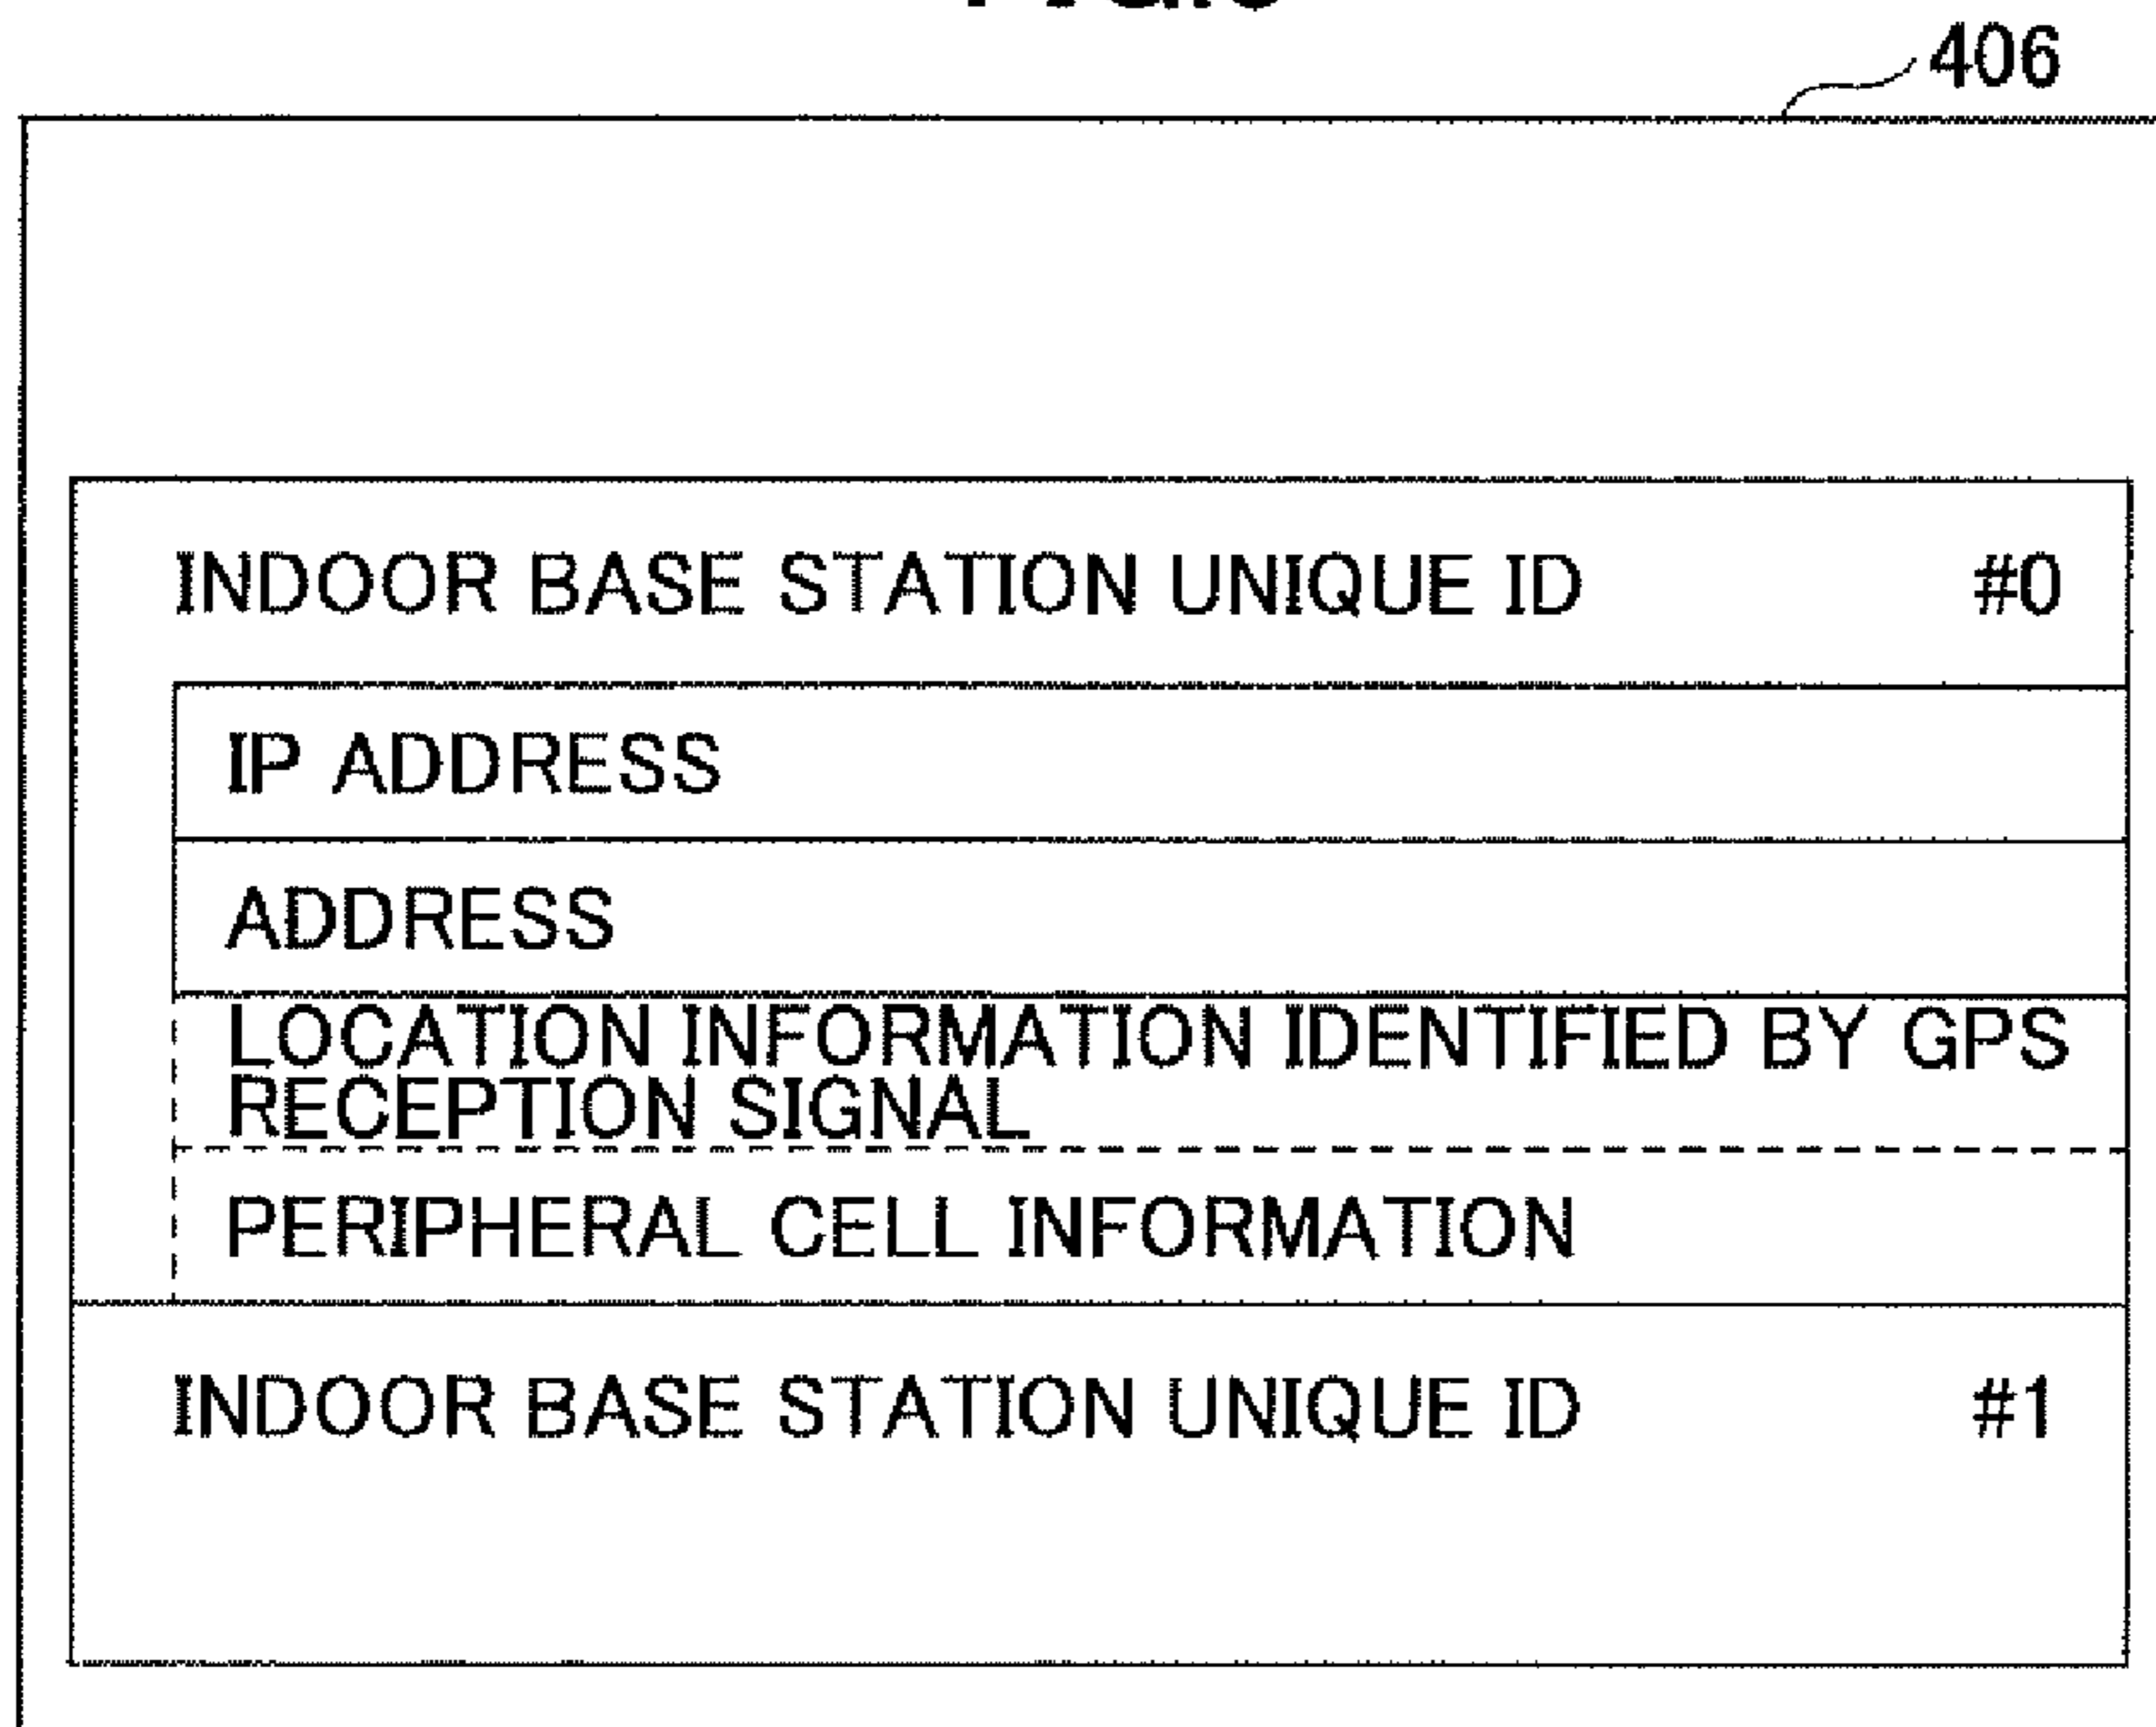 406
INDOOR BASE STATION UNIQUE ID #0
IP ADDRESS
ADDRESS
LOCATION INFORMATION IDENTIFIED BY GPS
RECEPTION SIGNAL
PERIPHERAL CELL INFORMATION
INDOOR BASE STATION UNIQUE ID #1